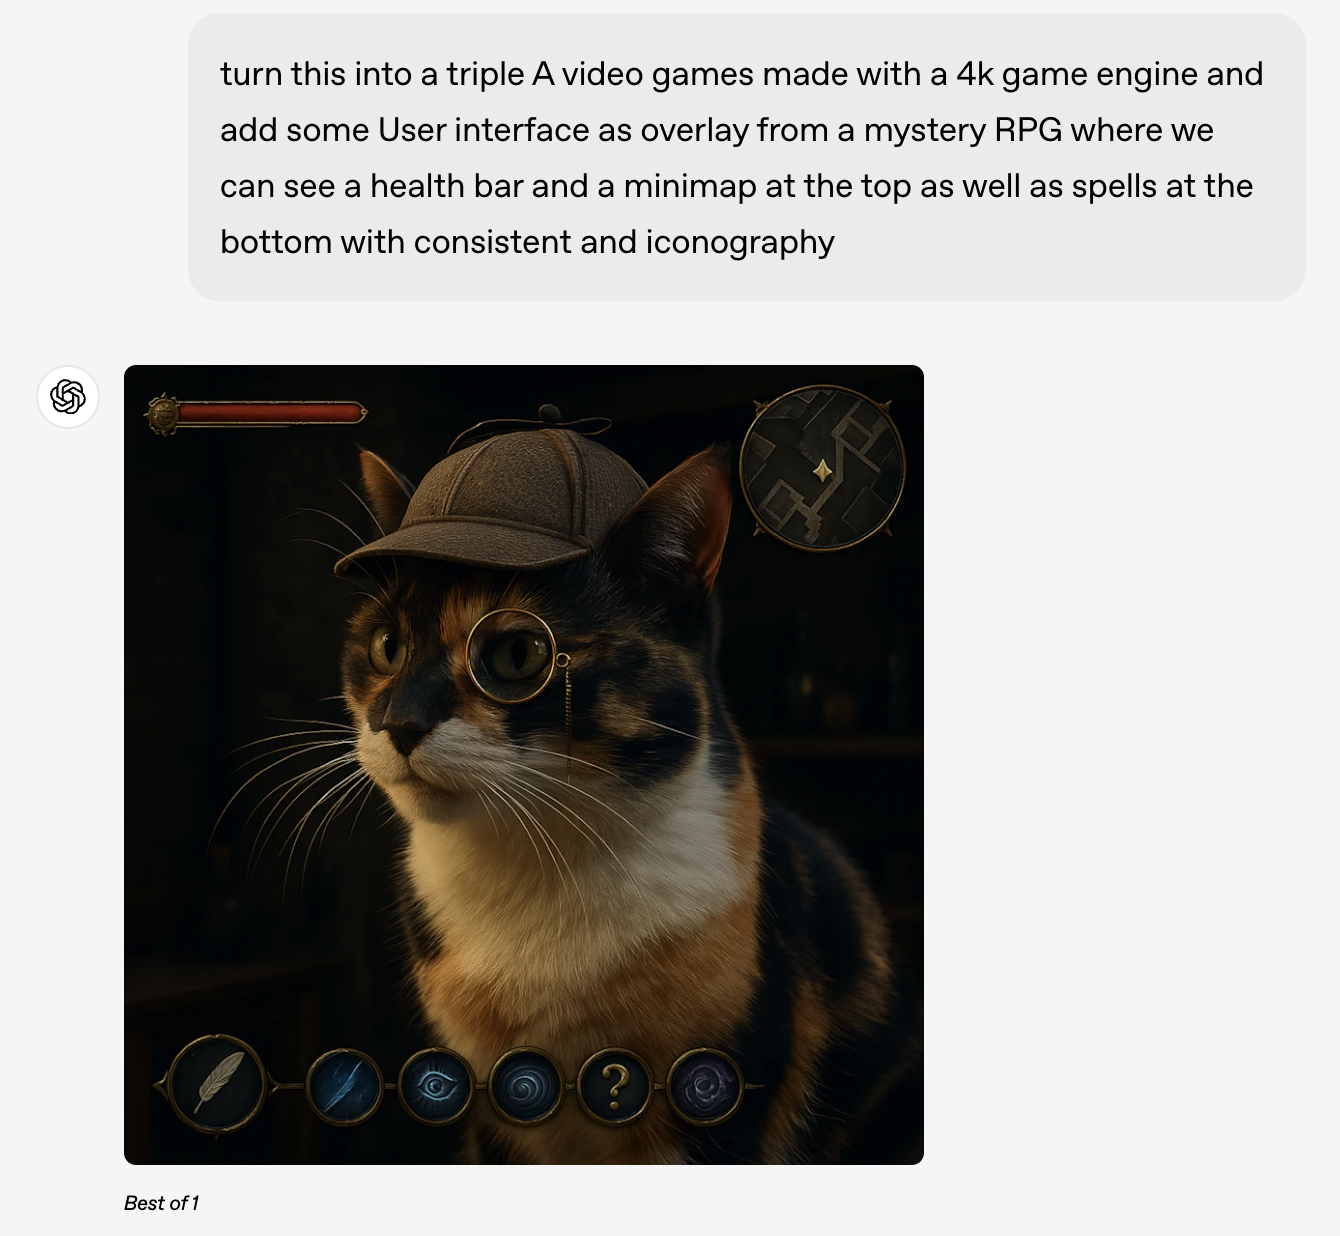 turn this into a triple A video games made with a 4k game engine and
add some User interface as overlay from a mystery RPG where we
can see a health bar and a minimap at the top as well as spells at the
bottom with consistent and iconography
?
Best of 1